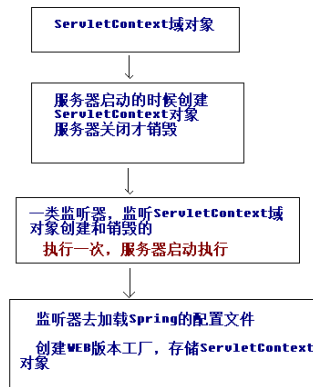 ServletContext域对象
服务器启动的时候创建
ServletContext对象
服务器关闭才销毁
一类监听器，监听ServletContext域
对象创建和销毁的
执行一次，服务器启动执行
监听器去加载Spring的配置文件
创建WEB版本工厂，存储ServletContext
对象